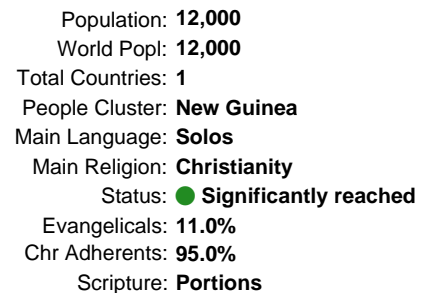 Population: 12,000
World Popl: 12,000
Total Countries: 1
People Cluster: New Guinea
Main Language: Solos
Main Religion: Christianity
Status: Significantly reached
Evangelicals: 11.0%
Chr Adherents: 95.0%
Scripture: Portions